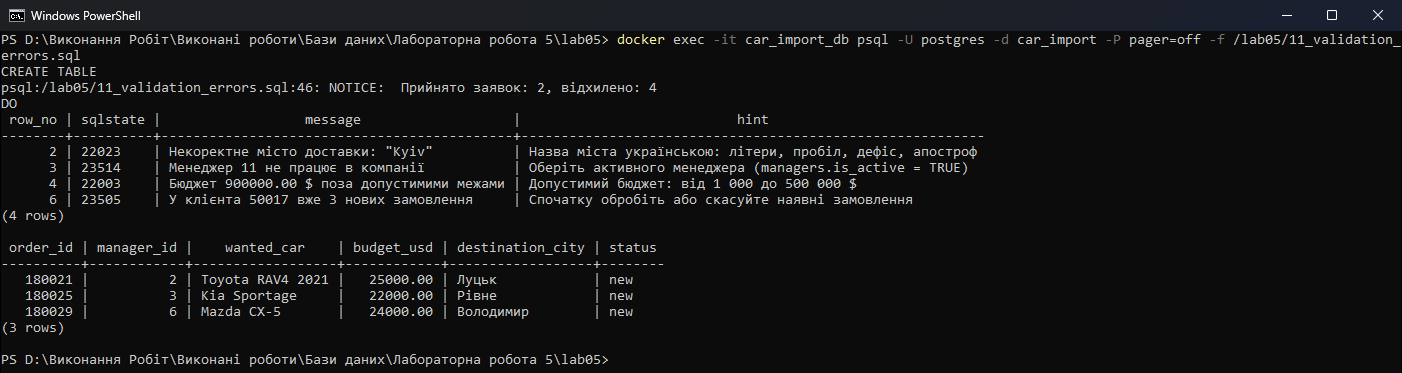 Windows PowerShell
PS D:\Виконання Робіт\Виконані роботи\Бази даних\Лабораторна робота 5\lab05> docker exec -it car_import_db psql -U postgres -d car_import -P pager=off -f /lab05/11_validation_
errors.sql
CREATE TABLE
psql:/lab05/11_validation_errors.sql:46: NOTICE:  Прийнято заявок: 2, відхилено: 4
DO
 row_no | sqlstate |                   message                   |                           hint
--------+----------+---------------------------------------------+----------------------------------------------------------
      2 | 22023    | Некоректне місто доставки: "Kyiv"           | Назва міста українською: літери, пробіл, дефіс, апостроф
      3 | 23514    | Менеджер 11 не працює в компанії            | Оберіть активного менеджера (managers.is_active = TRUE)
      4 | 22003    | Бюджет 900000.00 $ поза допустимими межами | Допустимий бюджет: від 1 000 до 500 000 $
      6 | 23505    | У клієнта 50017 вже 3 нових замовлення      | Спочатку обробіть або скасуйте наявні замовлення
(4 rows)

 order_id | manager_id |    wanted_car    | budget_usd | destination_city | status
----------+------------+------------------+------------+------------------+--------
   180021 |          2 | Toyota RAV4 2021 |   25000.00 | Луцьк            | new
   180025 |          3 | Kia Sportage     |   22000.00 | Рівне            | new
   180029 |          6 | Mazda CX-5       |   24000.00 | Володимир        | new
(3 rows)

PS D:\Виконання Робіт\Виконані роботи\Бази даних\Лабораторна робота 5\lab05>